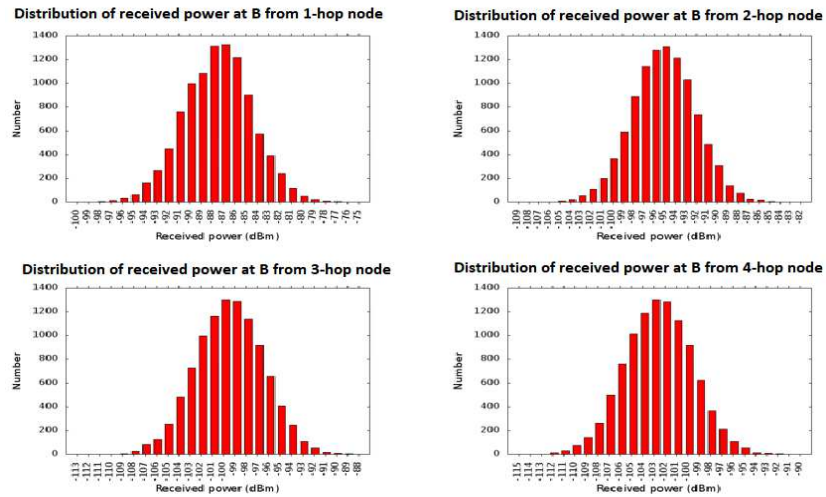 Distribution of received power at B from 1-hop node
1400
1200
1000
800
600
400
200
0
Number
-100 -99 -98 -97 -96 -95 -94 -93 -92 -91 -90 -89 -88 -87 -86 -85 -84 -83 -83 -81 -80 -79 -78 -77 -76 -75
Received power (dBm)
Distribution of received power at B from 2-hop node
1400
1200
1000
800
600
400
200
0
Number
-109 -108 -107 -106 -105 -104 -103 -102 -101 -100 -99 -98 -97 -96 -95 -94 -93 -92 -91 -90 -89 -88 -87 -86 -85 -84 -83 -82
Received power (dBm)
Distribution of received power at B from 3-hop node
1400
1200
1000
800
600
400
200
0
Number
-113 -112 -111 -110 -109 -108 -107 -106 -105 -104 -103 -102 -101 -100 -99 -98 -96 -95 -94 -93 -92 -91 -90 -89 -88
Received power (dBm)
Distribution of received power at B from 4-hop node
1400
1200
1000
800
600
400
200
0
Number
-115 -114 -113 -112 -111 -110 -109 -108 -107 -106 -105 -104 -103 -102 -101 -100 -99 -98 -97 -96 -95 -94 -93 -92 -91 -90
Received power (dBm)